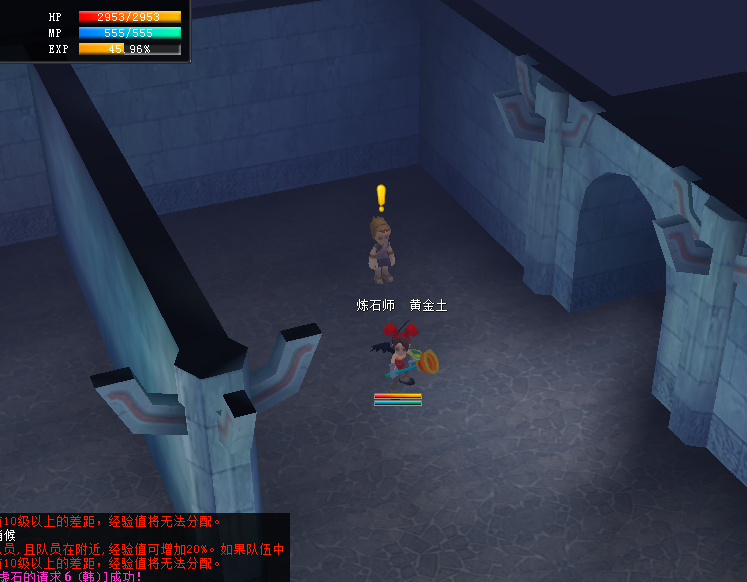 HP 2953/2953
MP 555/555
EXP 45.96%
炼石师 黄金土
10级以上的差距，经验值将无法分配。
候
员,且队员在附近,经验值可增加20%。如果队伍中
10级以上的差距，经验值将无法分配。
石的请求6（韩）]成功!